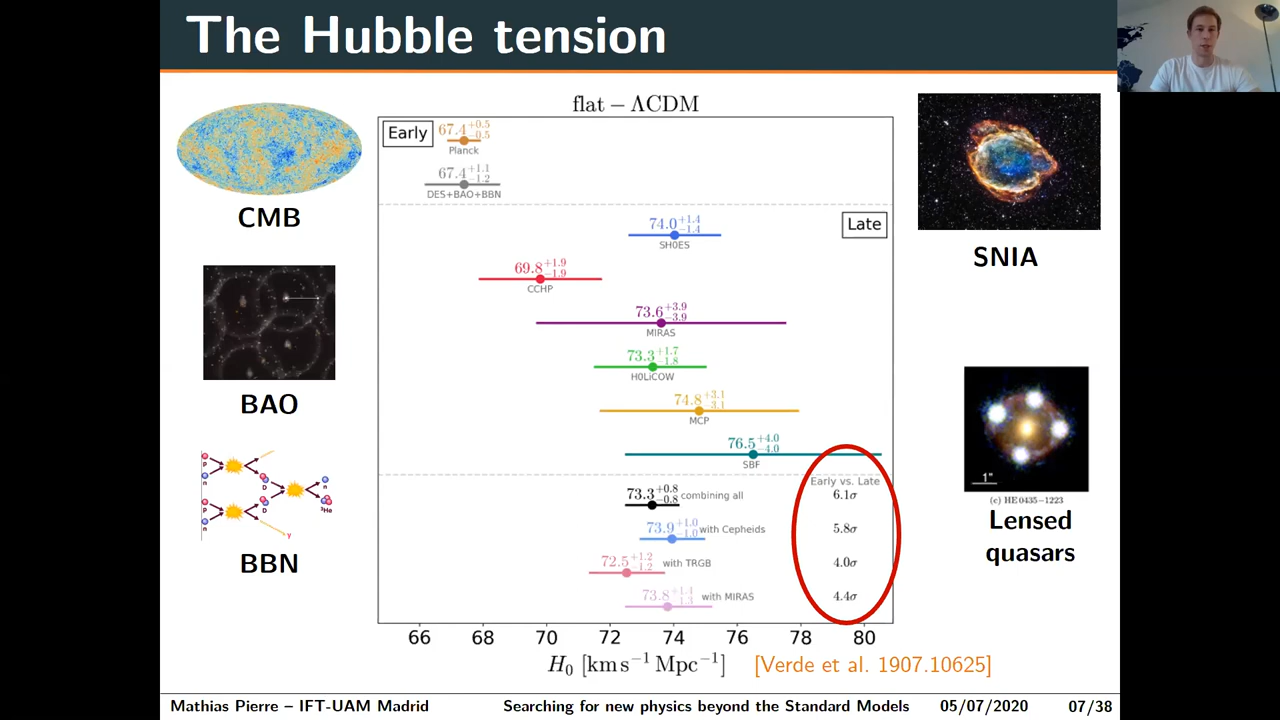 The Hubble tension
flat − ΛCDM
Early
67.4 +0.5 −0.5
Planck
67.4 +1.1 −1.2
DES+BAO+BBN
Late
74.0 +1.4 −1.4
SH0ES
69.8 +1.9 −1.9
CCHP
73.6 +3.9 −3.9
MIRAS
73.3 +1.7 −1.8
H0LiCOW
74.8 +3.1 −3.1
MCP
76.5 +4.0 −4.0
SBF
Early vs. Late
73.3 +0.8 −0.8 combining all 6.1σ
73.9 +1.0 −1.0 with Cepheids 5.8σ
72.5 +1.2 −1.2 with TRGB 4.0σ
73.8 +1.1 −1.3 with MIRAS 4.4σ
66 68 70 72 74 76 78 80
H₀ [km s⁻¹ Mpc⁻¹]
[Verde et al. 1907.10625]
CMB
BAO
p
n
D
p
n
D
n
³He
γ
BBN
SNIA
1"
(c) HE 0435−1223
Lensed
quasars
Mathias Pierre – IFT-UAM Madrid
Searching for new physics beyond the Standard Models
05/07/2020
07/38